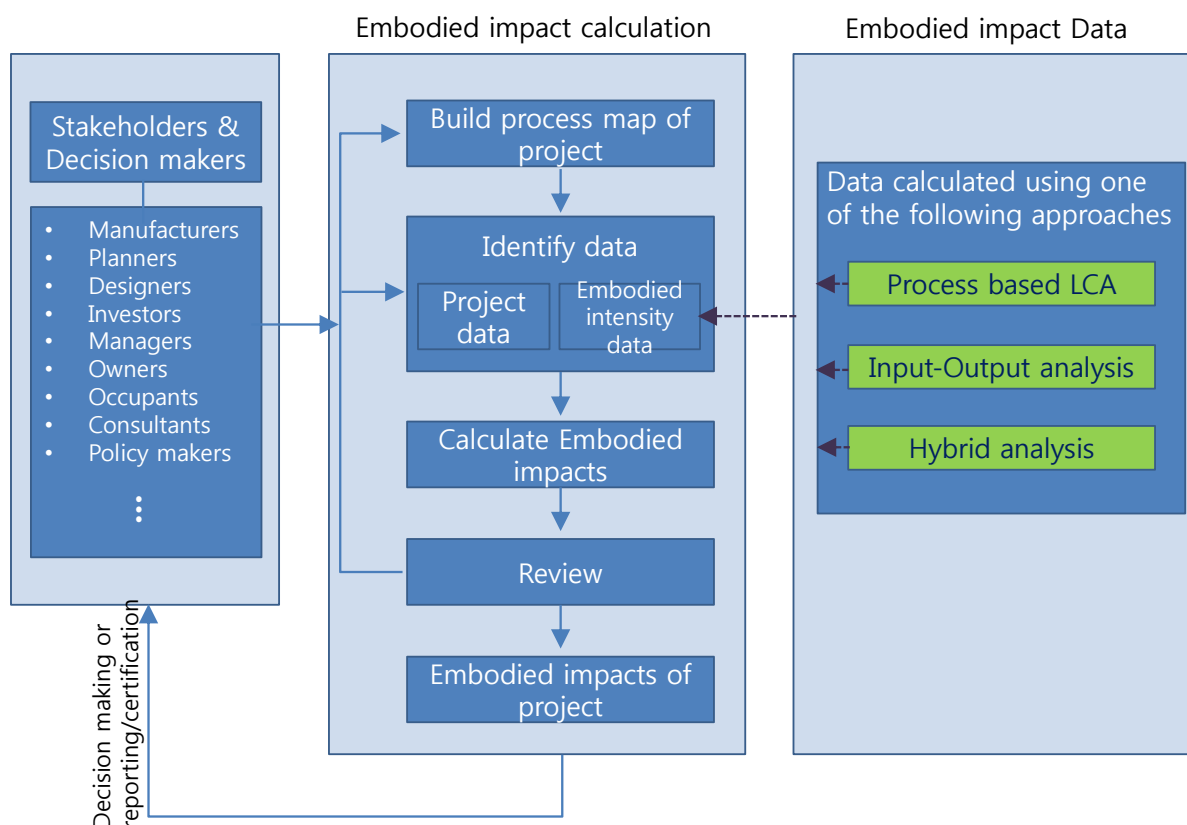 Embodied impact calculation
Embodied impact Data
Stakeholders &
Decision makers
• Manufacturers
• Planners
• Designers
• Investors
• Managers
• Owners
• Occupants
• Consultants
• Policy makers
⋮
Build process map of
project
Identify data
Project
data
Embodied
intensity
data
Calculate Embodied
impacts
Review
Embodied impacts of
project
Data calculated using one
of the following approaches
Process based LCA
Input-Output analysis
Hybrid analysis
Decision making or
reporting/certification